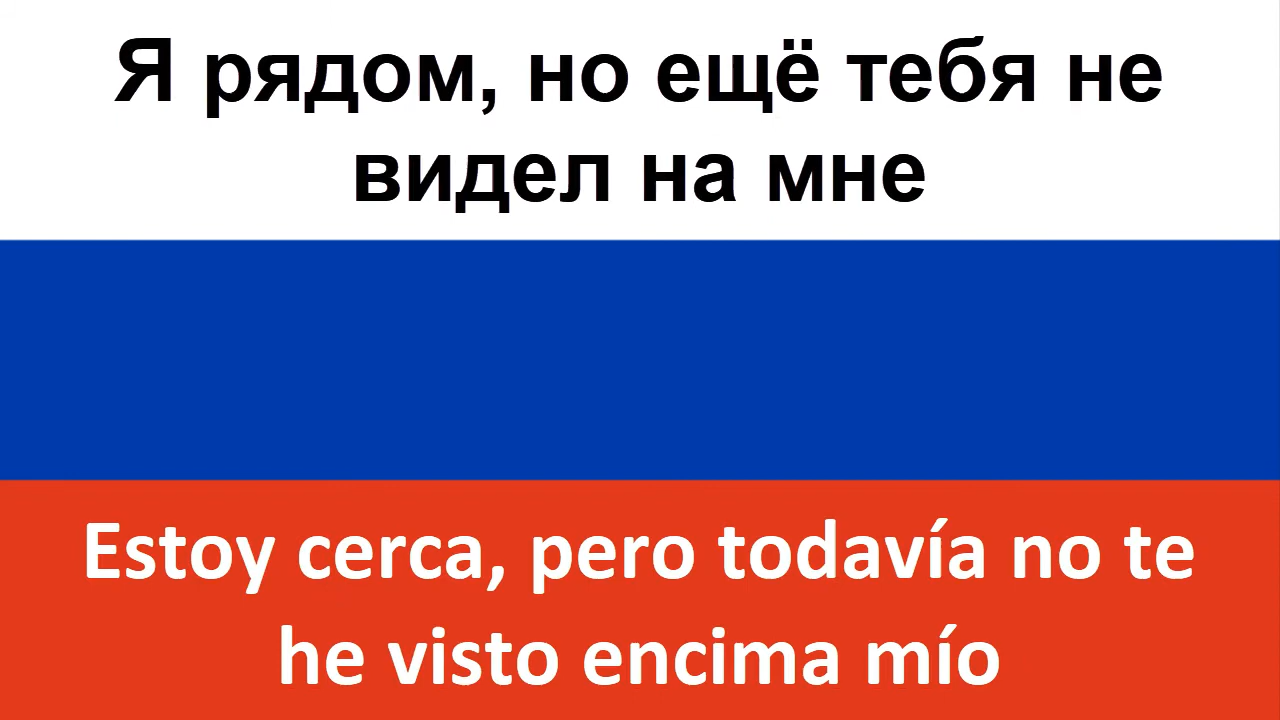 Я рядом, но ещё тебя не
видел на мне
Estoy cerca, pero todavía no te
he visto encima mío